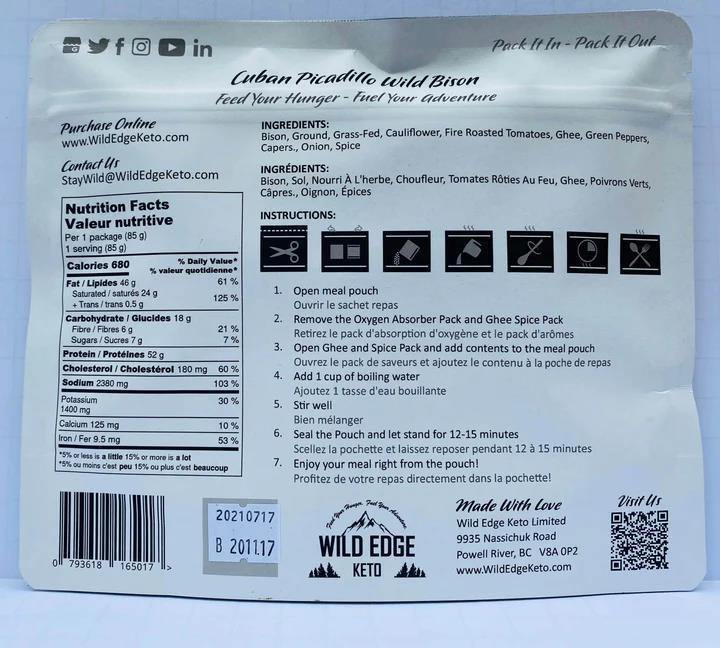 Pack It In - Pack It Out
Cuban Picadillo Wild Bison
Feed Your Hunger - Fuel Your Adventure
Purchase Online
www.WildEdgeKeto.com
Contact Us
StayWild@WildEdgeKeto.com
INGREDIENTS:
Bison, Ground, Grass-Fed, Cauliflower, Fire Roasted Tomatoes, Ghee, Green Peppers,
Capers., Onion, Spice
INGRÉDIENTS:
Bison, Sol, Nourri À L'herbe, Choufleur, Tomates Rôties Au Feu, Ghee, Poivrons Verts,
Câpres., Oignon, Épices
Nutrition Facts
Valeur nutritive
Per 1 package (85 g)
1 serving (85 g)
Calories 680 % Daily Value*
% valeur quotidienne*
Fat / Lipides 46 g 61 %
Saturated / saturés 24 g
+ Trans / trans 0.5 g 125 %
Carbohydrate / Glucides 18 g
Fibre / Fibres 6 g 21 %
Sugars / Sucres 7 g 7 %
Protein / Protéines 52 g
Cholesterol / Cholestérol 180 mg 60 %
Sodium 2380 mg 103 %
Potassium 30 %
1400 mg
Calcium 125 mg 10 %
Iron / Fer 9.5 mg 53 %
*5% or less is a little 15% or more is a lot
*5% ou moins c'est peu 15% ou plus c'est beaucoup
INSTRUCTIONS:
1. Open meal pouch
Ouvrir le sachet repas
2. Remove the Oxygen Absorber Pack and Ghee Spice Pack
Retirez le pack d'absorption d'oxygène et le pack d'arômes
3. Open Ghee and Spice Pack and add contents to the meal pouch
Ouvrez le pack de saveurs et ajoutez le contenu à la poche de repas
4. Add 1 cup of boiling water
Ajoutez 1 tasse d'eau bouillante
5. Stir well
Bien mélanger
6. Seal the Pouch and let stand for 12-15 minutes
Scellez la pochette et laissez reposer pendant 12 à 15 minutes
7. Enjoy your meal right from the pouch!
Profitez de votre repas directement dans la pochette!
0 793618 165017 >
20210717
B 201117
Feed Your Hunger, Fuel Your Adventure
WILD EDGE
KETO
Made With Love
Wild Edge Keto Limited
9935 Nassichuk Road
Powell River, BC V8A 0P2
www.WildEdgeKeto.com
Visit Us